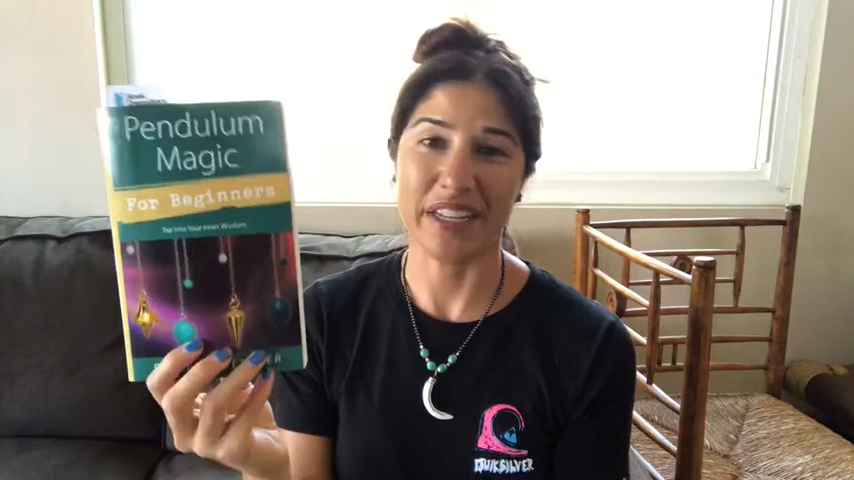 Pendulum
Magic
For Beginners
Tap into Your Inner Wisdom
QUIKSILVER